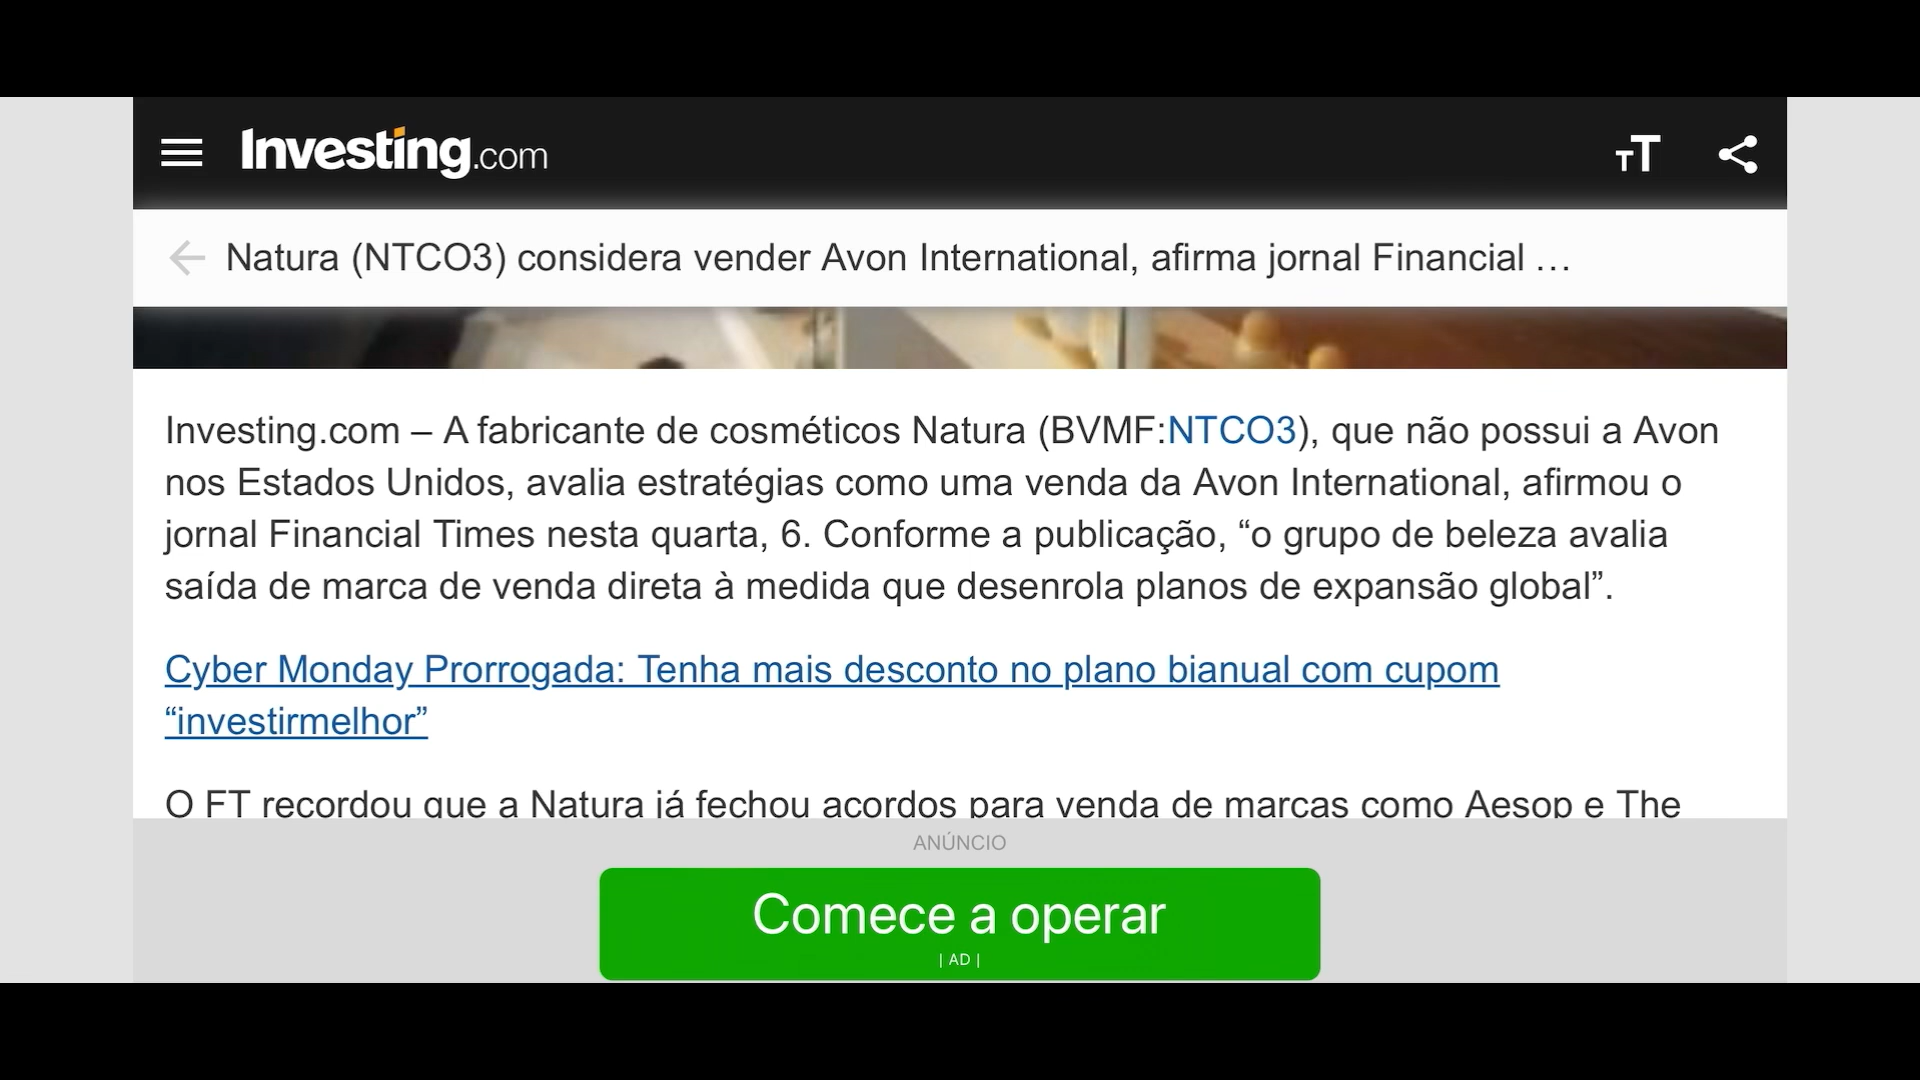 Investing.com
TT
Natura (NTCO3) considera vender Avon International, afirma jornal Financial …
Investing.com – A fabricante de cosméticos Natura (BVMF:NTCO3), que não possui a Avon
nos Estados Unidos, avalia estratégias como uma venda da Avon International, afirmou o
jornal Financial Times nesta quarta, 6. Conforme a publicação, “o grupo de beleza avalia
saída de marca de venda direta à medida que desenrola planos de expansão global”.
Cyber Monday Prorrogada: Tenha mais desconto no plano bianual com cupom
“investirmelhor”
O FT recordou que a Natura já fechou acordos para venda de marcas como Aesop e The
ANÚNCIO
Comece a operar
| AD |